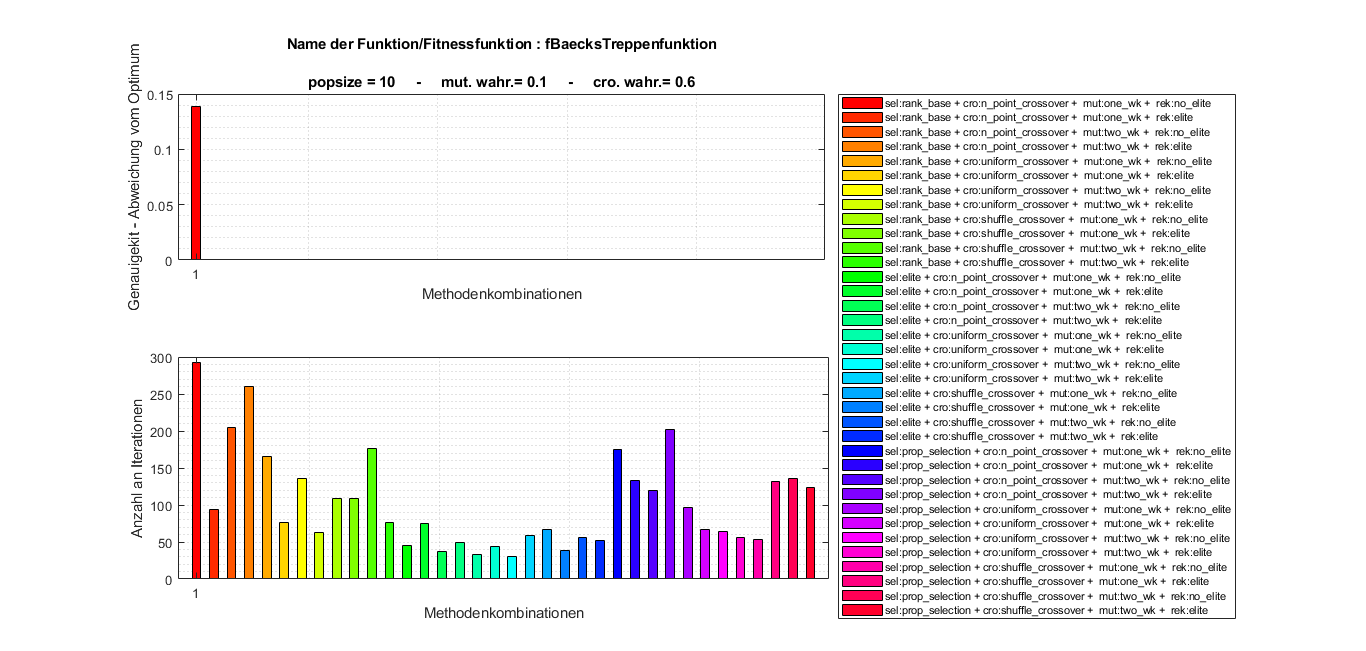 Name der Funktion/Fitnessfunktion : fBaecksTreppenfunktion
popsize = 10 - mut. wahr.= 0.1 - cro. wahr.= 0.6
Genauigekit - Abweichung vom Optimum
0.15
0.1
0.05
0
1
Methodenkombinationen
Anzahl an Iterationen
300
250
200
150
100
50
0
1
Methodenkombinationen
sel:rank_base + cro:n_point_crossover + mut:one_wk + rek:no_elite
sel:rank_base + cro:n_point_crossover + mut:one_wk + rek:elite
sel:rank_base + cro:n_point_crossover + mut:two_wk + rek:no_elite
sel:rank_base + cro:n_point_crossover + mut:two_wk + rek:elite
sel:rank_base + cro:uniform_crossover + mut:one_wk + rek:no_elite
sel:rank_base + cro:uniform_crossover + mut:one_wk + rek:elite
sel:rank_base + cro:uniform_crossover + mut:two_wk + rek:no_elite
sel:rank_base + cro:uniform_crossover + mut:two_wk + rek:elite
sel:rank_base + cro:shuffle_crossover + mut:one_wk + rek:no_elite
sel:rank_base + cro:shuffle_crossover + mut:one_wk + rek:elite
sel:rank_base + cro:shuffle_crossover + mut:two_wk + rek:no_elite
sel:rank_base + cro:shuffle_crossover + mut:two_wk + rek:elite
sel:elite + cro:n_point_crossover + mut:one_wk + rek:no_elite
sel:elite + cro:n_point_crossover + mut:one_wk + rek:elite
sel:elite + cro:n_point_crossover + mut:two_wk + rek:no_elite
sel:elite + cro:n_point_crossover + mut:two_wk + rek:elite
sel:elite + cro:uniform_crossover + mut:one_wk + rek:no_elite
sel:elite + cro:uniform_crossover + mut:one_wk + rek:elite
sel:elite + cro:uniform_crossover + mut:two_wk + rek:no_elite
sel:elite + cro:uniform_crossover + mut:two_wk + rek:elite
sel:elite + cro:shuffle_crossover + mut:one_wk + rek:no_elite
sel:elite + cro:shuffle_crossover + mut:one_wk + rek:elite
sel:elite + cro:shuffle_crossover + mut:two_wk + rek:no_elite
sel:elite + cro:shuffle_crossover + mut:two_wk + rek:elite
sel:prop_selection + cro:n_point_crossover + mut:one_wk + rek:no_elite
sel:prop_selection + cro:n_point_crossover + mut:one_wk + rek:elite
sel:prop_selection + cro:n_point_crossover + mut:two_wk + rek:no_elite
sel:prop_selection + cro:n_point_crossover + mut:two_wk + rek:elite
sel:prop_selection + cro:uniform_crossover + mut:one_wk + rek:no_elite
sel:prop_selection + cro:uniform_crossover + mut:one_wk + rek:elite
sel:prop_selection + cro:uniform_crossover + mut:two_wk + rek:no_elite
sel:prop_selection + cro:uniform_crossover + mut:two_wk + rek:elite
sel:prop_selection + cro:shuffle_crossover + mut:one_wk + rek:no_elite
sel:prop_selection + cro:shuffle_crossover + mut:one_wk + rek:elite
sel:prop_selection + cro:shuffle_crossover + mut:two_wk + rek:no_elite
sel:prop_selection + cro:shuffle_crossover + mut:two_wk + rek:elite